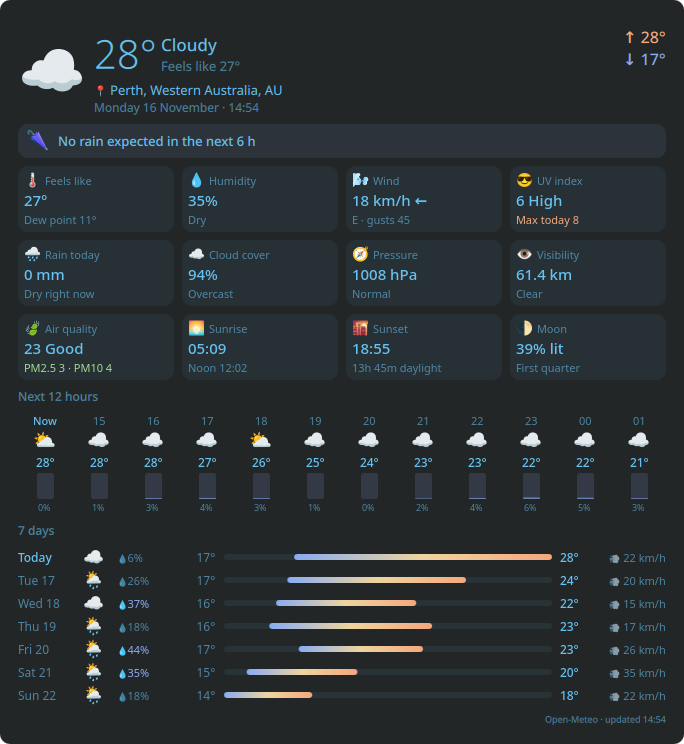 28° Cloudy ↑ 28°
Feels like 27° ↓ 17°
Perth, Western Australia, AU
Monday 16 November · 14:54
No rain expected in the next 6 h
Feels like Humidity Wind UV index
27° 35% 18 km/h ← 6 High
Dew point 11° Dry E · gusts 45 Max today 8
Rain today Cloud cover Pressure Visibility
0 mm 94% 1008 hPa 61.4 km
Dry right now Overcast Normal Clear
Air quality Sunrise Sunset Moon
23 Good 05:09 18:55 39% lit
PM2.5 3 · PM10 4 Noon 12:02 13h 45m daylight First quarter
Next 12 hours
Now 15 16 17 18 19 20 21 22 23 00 01
28° 28° 28° 27° 26° 25° 24° 23° 23° 22° 22° 21°
0% 1% 3% 4% 3% 1% 0% 2% 4% 6% 5% 3%
7 days
Today 6% 17° 28° 22 km/h
Tue 17 26% 17° 24° 20 km/h
Wed 18 37% 16° 22° 15 km/h
Thu 19 18% 16° 23° 17 km/h
Fri 20 44% 17° 23° 26 km/h
Sat 21 35% 15° 20° 35 km/h
Sun 22 18% 14° 18° 22 km/h
Open-Meteo · updated 14:54